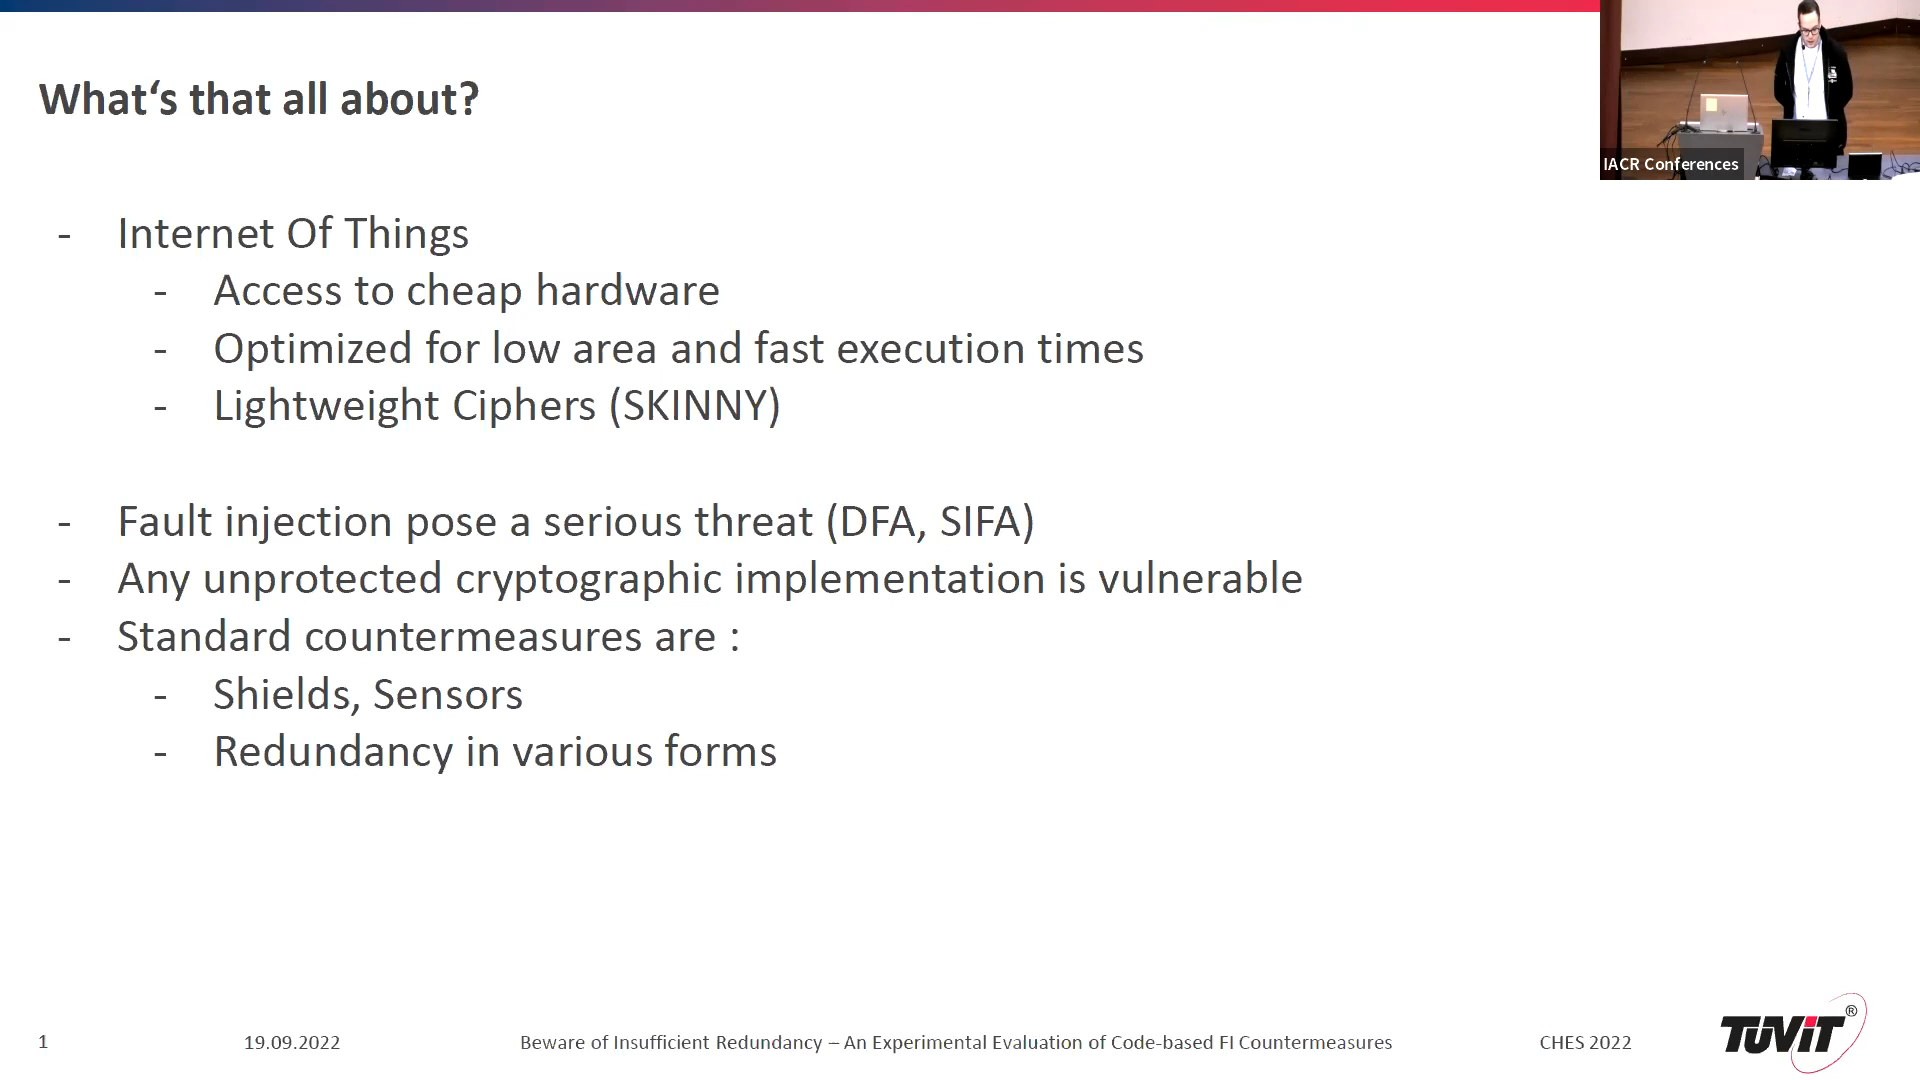 What‘s that all about?
IACR Conferences
- Internet Of Things
- Access to cheap hardware
- Optimized for low area and fast execution times
- Lightweight Ciphers (SKINNY)
- Fault injection pose a serious threat (DFA, SIFA)
- Any unprotected cryptographic implementation is vulnerable
- Standard countermeasures are :
- Shields, Sensors
- Redundancy in various forms
1 19.09.2022 Beware of Insufficient Redundancy – An Experimental Evaluation of Code-based FI Countermeasures CHES 2022
TÜViT®